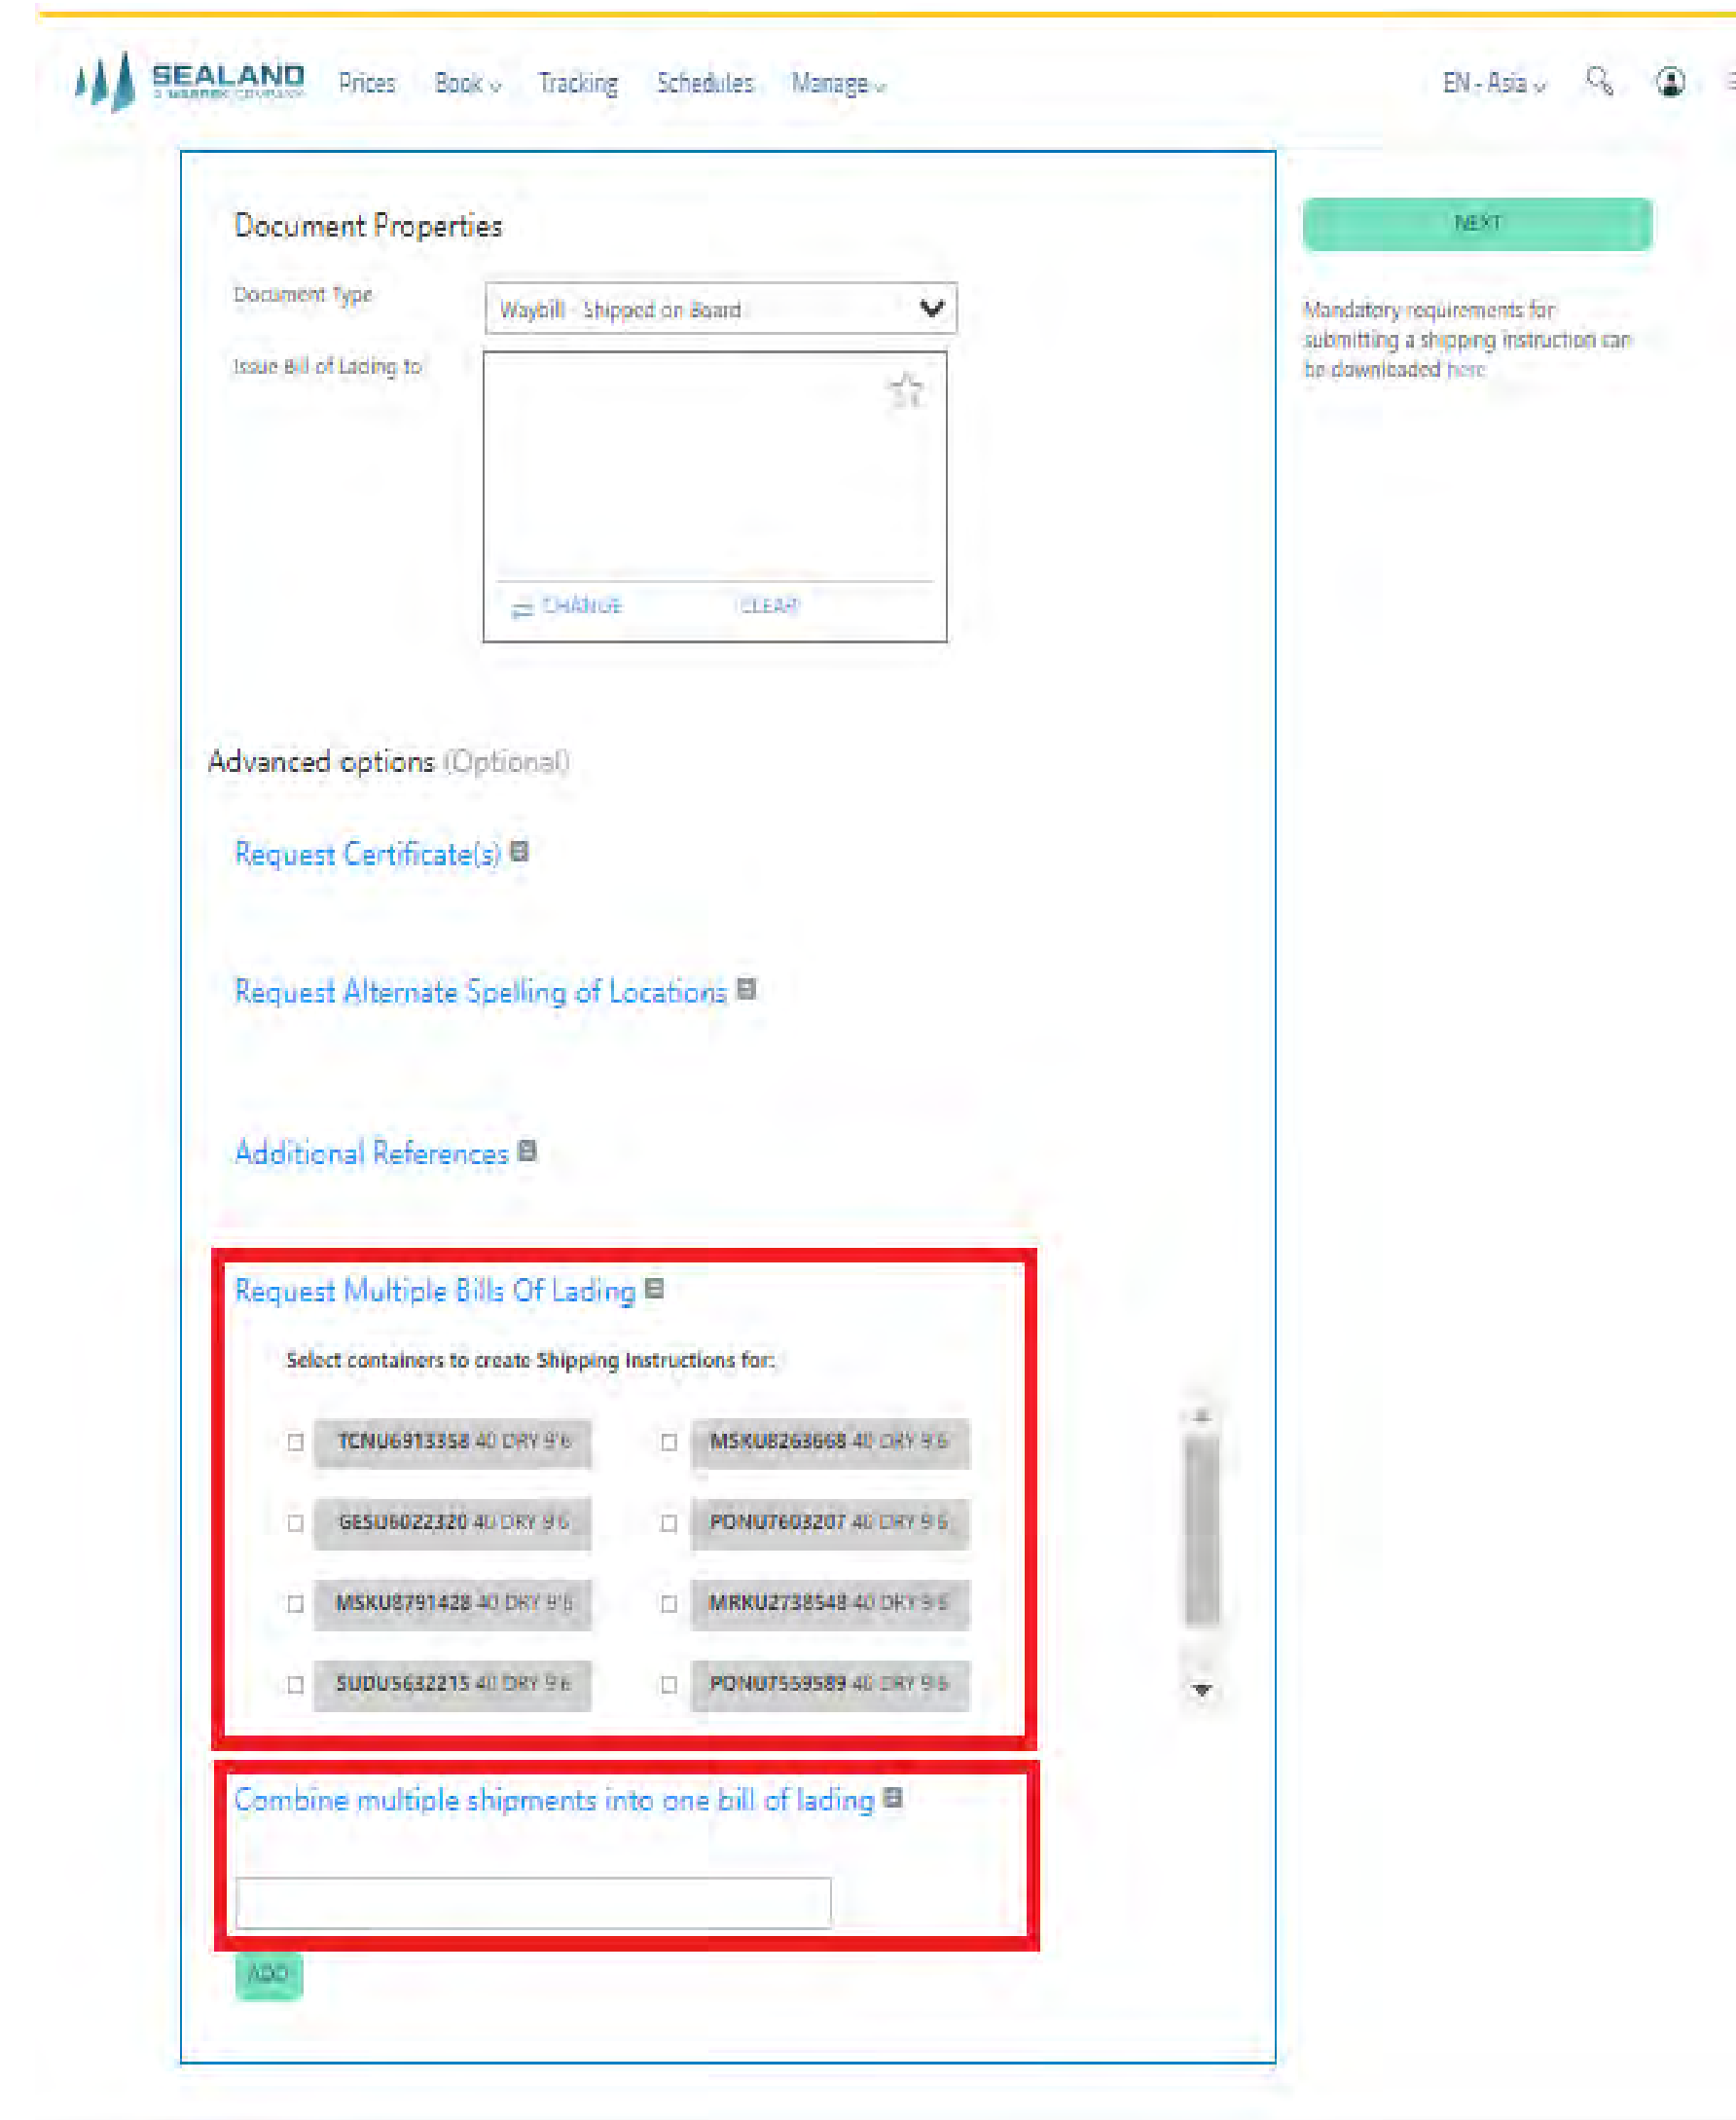 SEALAND
A MAERSK COMPANY
Prices Book Tracking Schedules Manage
EN - Asia
Document Properties
Document Type
Waybill - Shipped on Board
Issue Bill of Lading to
CHANGE CLEAR
NEXT
Mandatory requirements for
submitting a shipping instruction can
be downloaded here
Advanced options (Optional)
Request Certificate(s)
Request Alternate Spelling of Locations
Additional References
Request Multiple Bills Of Lading
Select containers to create Shipping Instructions for:
TCNU6913358 40 DRY 9'6
MSKU8263668 40 DRY 9'6
GESU6022320 40 DRY 9'6
PONU7603207 40 DRY 9'6
MSKU8791428 40 DRY 9'6
MRKU2738548 40 DRY 9'6
SUDU5632215 40 DRY 9'6
PONU7559589 40 DRY 9'6
Combine multiple shipments into one bill of lading
ADD